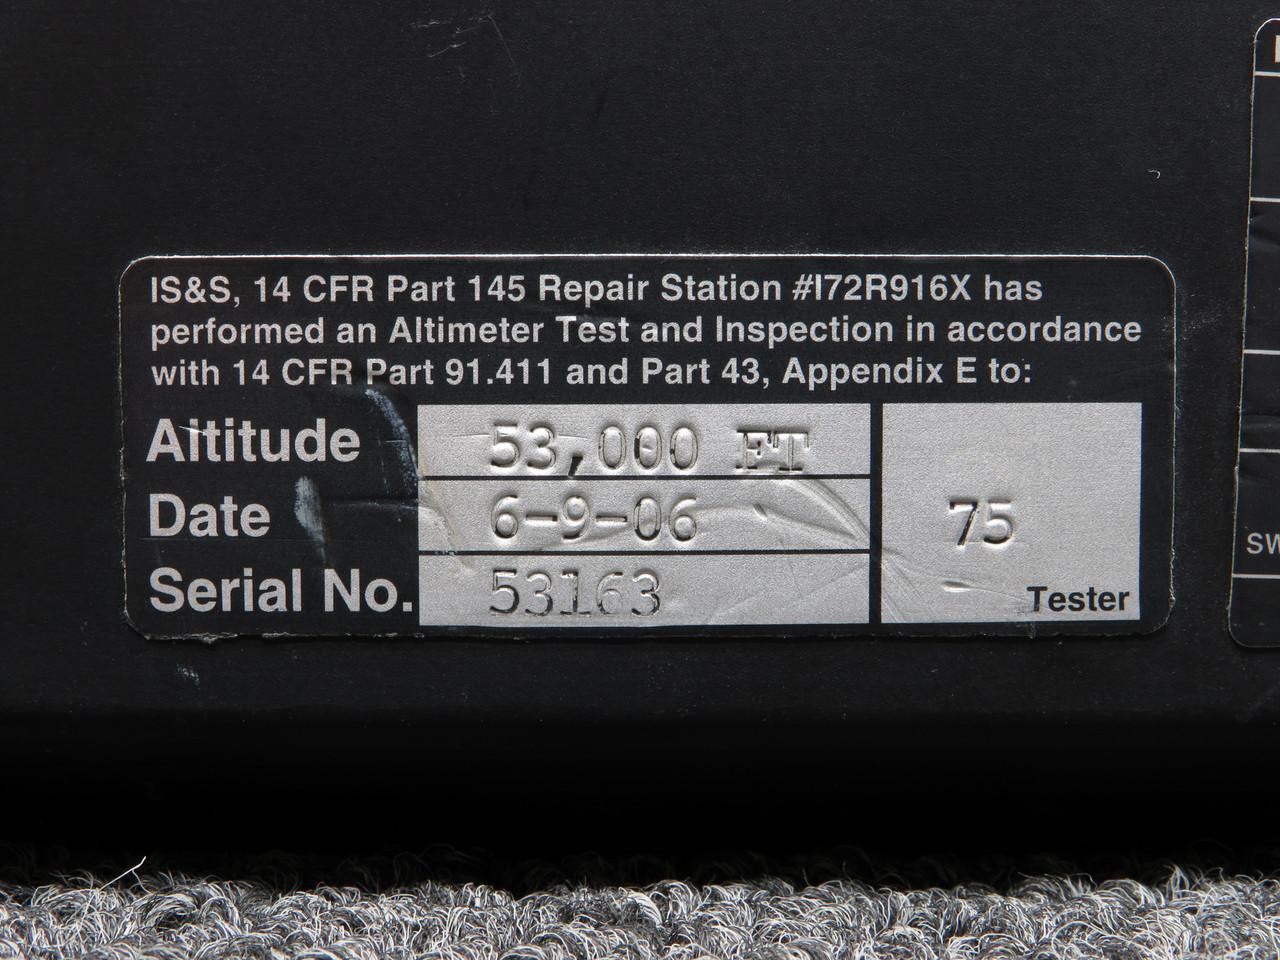 IS&S, 14 CFR Part 145 Repair Station #I72R916X has
performed an Altimeter Test and Inspection in accordance
with 14 CFR Part 91.411 and Part 43, Appendix E to:
Altitude 53,000 FT
Date 6-9-06
Serial No. 53163
75
Tester
SW